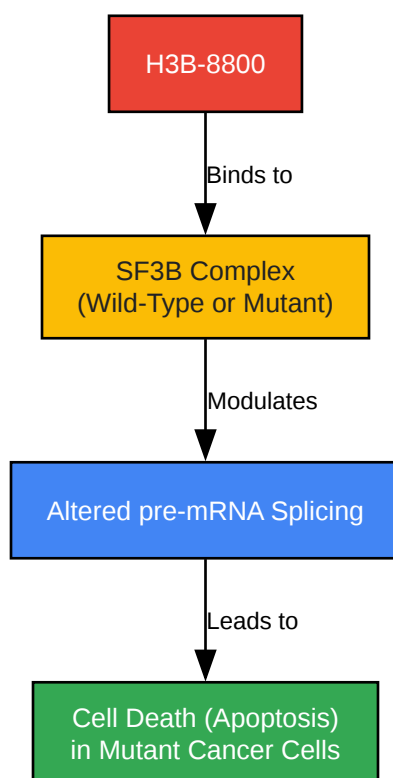 H3B-8800
Binds to
SF3B Complex
(Wild-Type or Mutant)
Modulates
Altered pre-mRNA Splicing
Leads to
Cell Death (Apoptosis)
in Mutant Cancer Cells